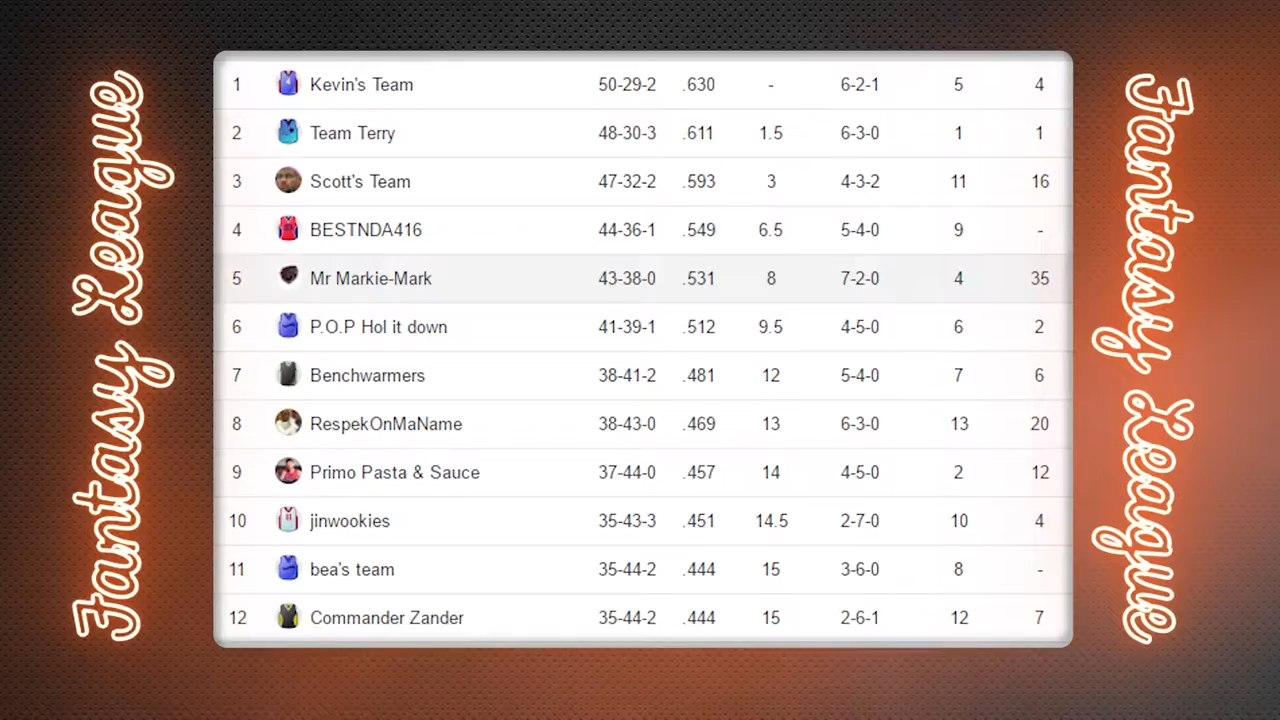 Fantasy League
1 Kevin's Team 50-29-2 .630 - 6-2-1 5 4
2 Team Terry 48-30-3 .611 1.5 6-3-0 1 1
3 Scott's Team 47-32-2 .593 3 4-3-2 11 16
4 BESTNDA416 44-36-1 .549 6.5 5-4-0 9 -
5 Mr Markie-Mark 43-38-0 .531 8 7-2-0 4 35
6 P.O.P Hol it down 41-39-1 .512 9.5 4-5-0 6 2
7 Benchwarmers 38-41-2 .481 12 5-4-0 7 6
8 RespekOnMaName 38-43-0 .469 13 6-3-0 13 20
9 Primo Pasta & Sauce 37-44-0 .457 14 4-5-0 2 12
10 jinwookies 35-43-3 .451 14.5 2-7-0 10 4
11 bea's team 35-44-2 .444 15 3-6-0 8 -
12 Commander Zander 35-44-2 .444 15 2-6-1 12 7
Fantasy League